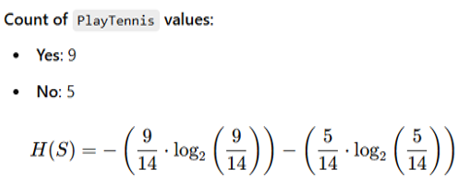 Count of PlayTennis values:
• Yes: 9
• No: 5
H(S) = − (9/14 · log₂ (9/14)) − (5/14 · log₂ (5/14))